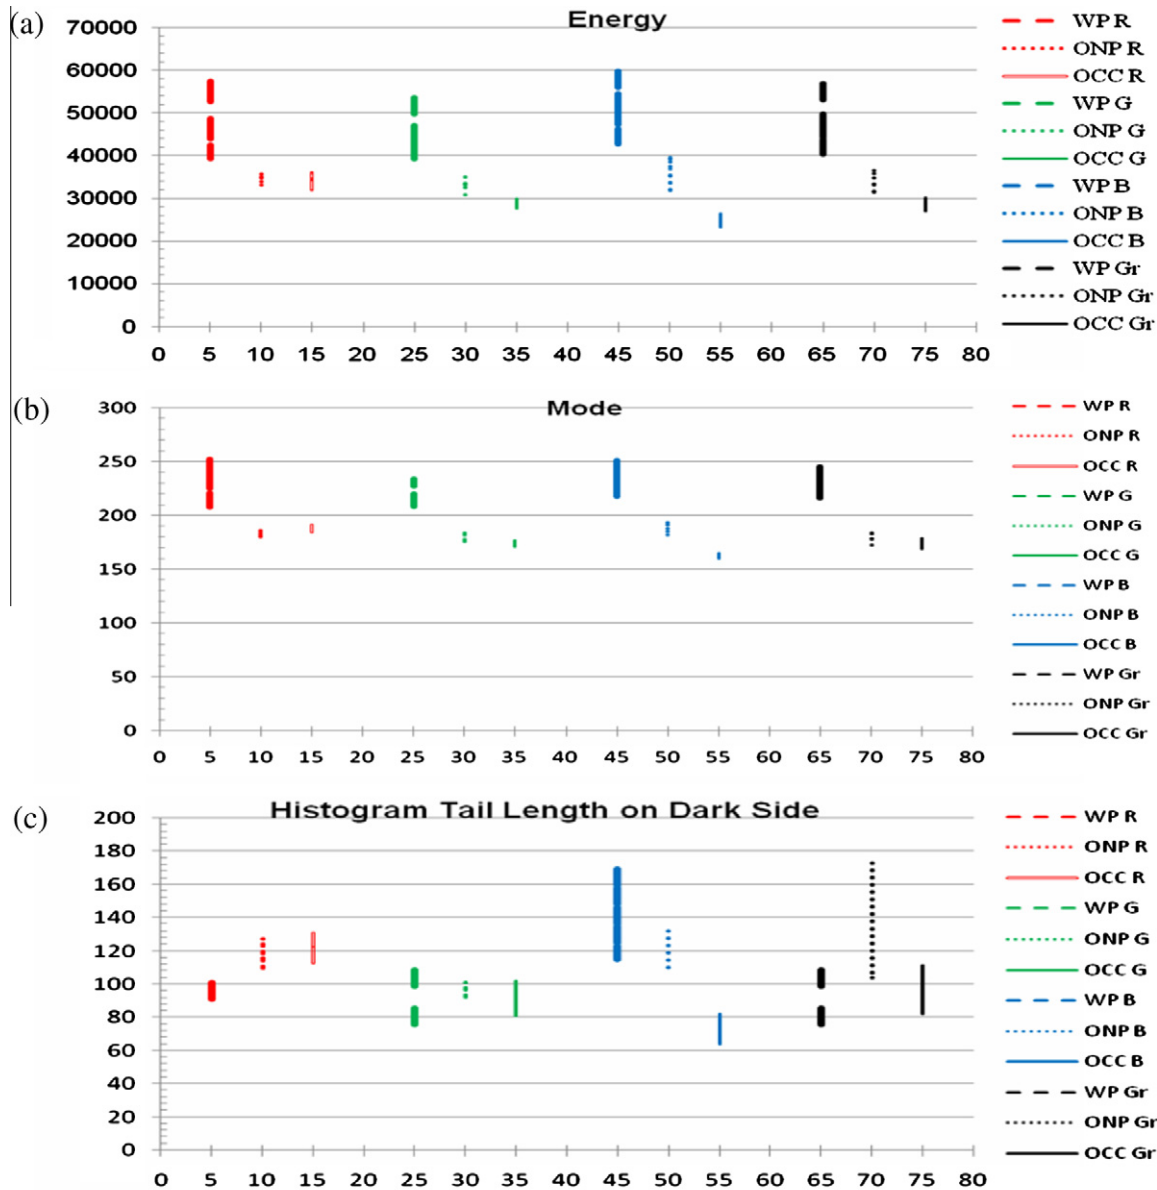 (a)
Energy
70000
60000
50000
40000
30000
20000
10000
0
0 5 10 15 20 25 30 35 40 45 50 55 60 65 70 75 80
WP R
ONP R
OCC R
WP G
ONP G
OCC G
WP B
ONP B
OCC B
WP Gr
ONP Gr
OCC Gr
(b)
Mode
300
250
200
150
100
50
0
0 5 10 15 20 25 30 35 40 45 50 55 60 65 70 75 80
WP R
ONP R
OCC R
WP G
ONP G
OCC G
WP B
ONP B
OCC B
WP Gr
ONP Gr
OCC Gr
(c)
Histogram Tail Length on Dark Side
200
180
160
140
120
100
80
60
40
20
0
0 5 10 15 20 25 30 35 40 45 50 55 60 65 70 75 80
WP R
ONP R
OCC R
WP G
ONP G
OCC G
WP B
ONP B
OCC B
WP Gr
ONP Gr
OCC Gr